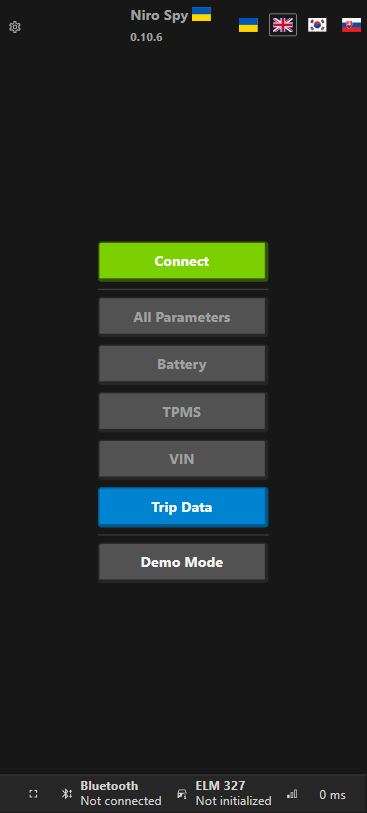 Niro Spy
0.10.6
Connect
All Parameters
Battery
TPMS
VIN
Trip Data
Demo Mode
Bluetooth
Not connected
ELM 327
Not initialized
0 ms